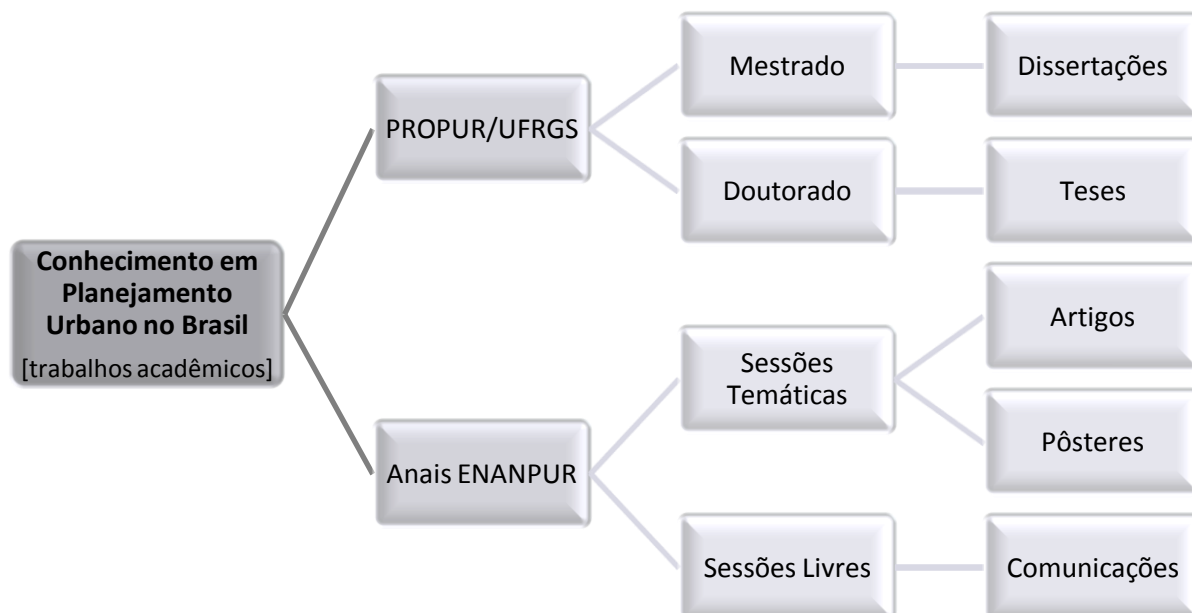 Conhecimento em
Planejamento
Urbano no Brasil
[trabalhos acadêmicos]
PROPUR/UFRGS
Mestrado
Dissertações
Doutorado
Teses
Anais ENANPUR
Sessões
Temáticas
Artigos
Pôsteres
Sessões Livres
Comunicações